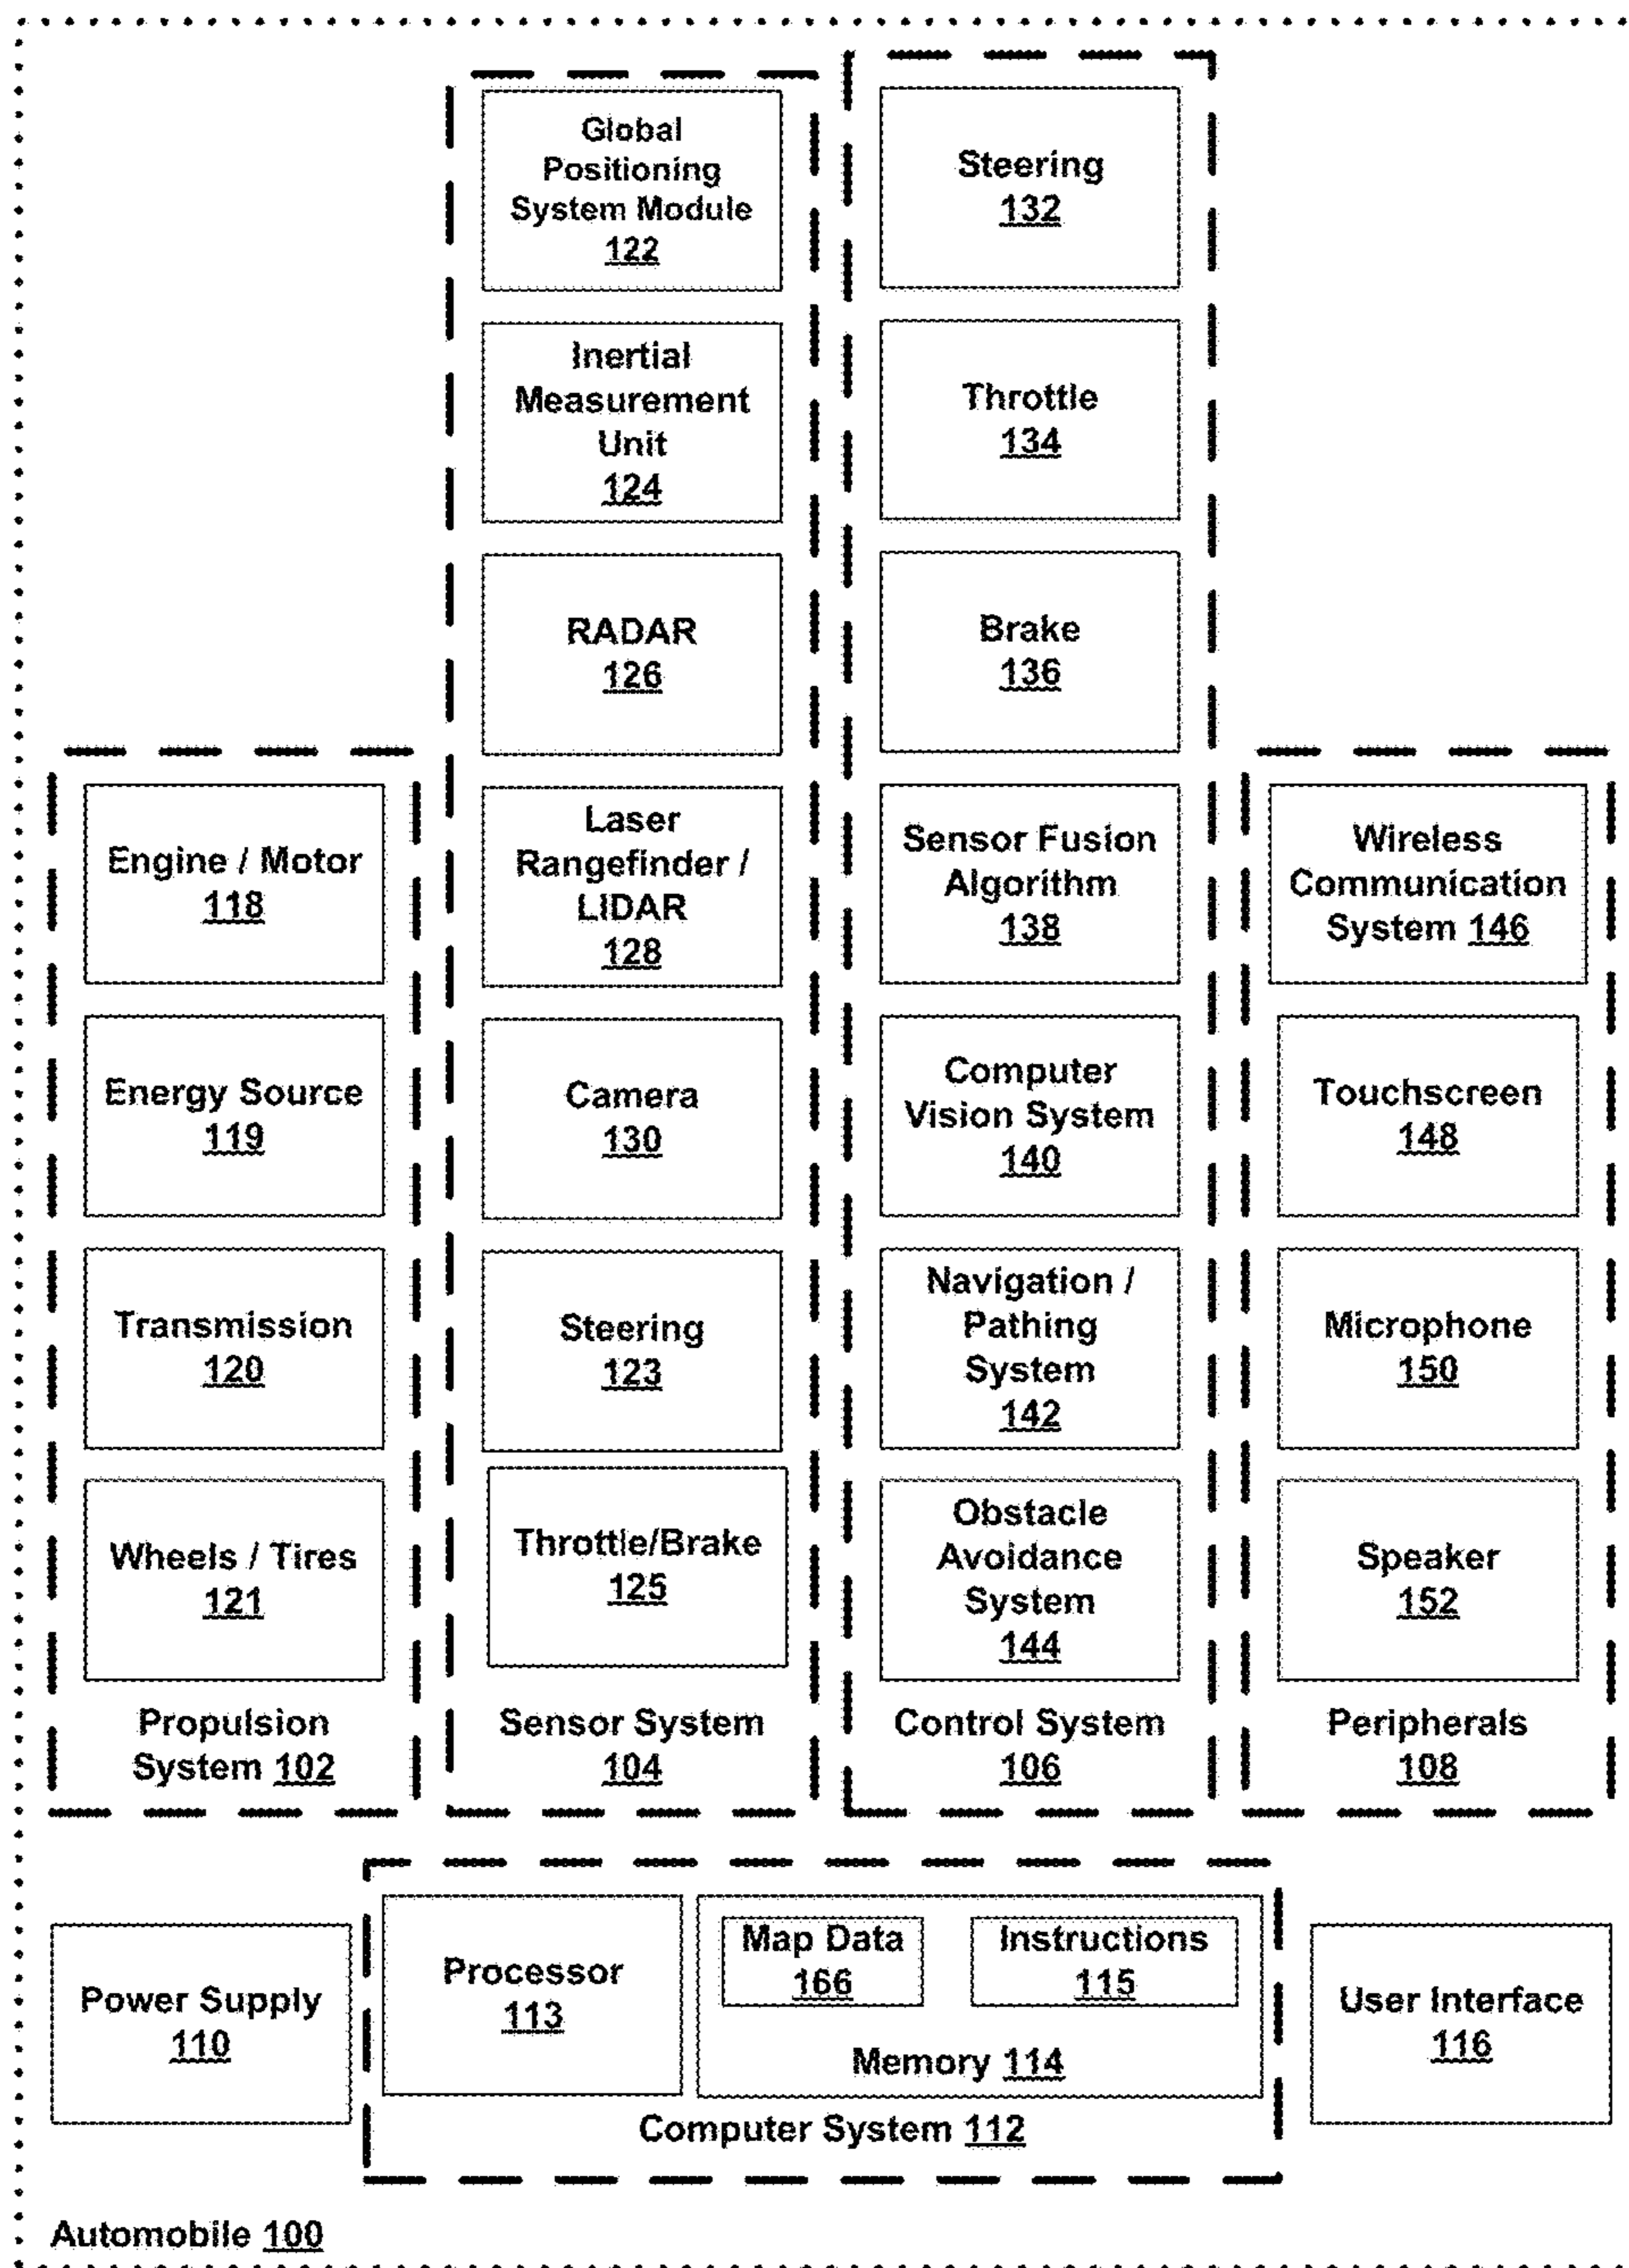 Global
Positioning
System Module
122
Inertial
Measurement
Unit
124
RADAR
126
Laser
Rangefinder /
LIDAR
128
Camera
130
Steering
123
Throttle/Brake
125
Sensor System
104
Steering
132
Throttle
134
Brake
136
Sensor Fusion
Algorithm
138
Computer
Vision System
140
Navigation /
Pathing
System
142
Obstacle
Avoidance
System
144
Control System
106
Engine / Motor
118
Energy Source
119
Transmission
120
Wheels / Tires
121
Propulsion
System 102
Wireless
Communication
System 146
Touchscreen
148
Microphone
150
Speaker
152
Peripherals
108
Power Supply
110
Processor
113
Map Data
166
Instructions
115
Memory 114
Computer System 112
User Interface
116
Automobile 100